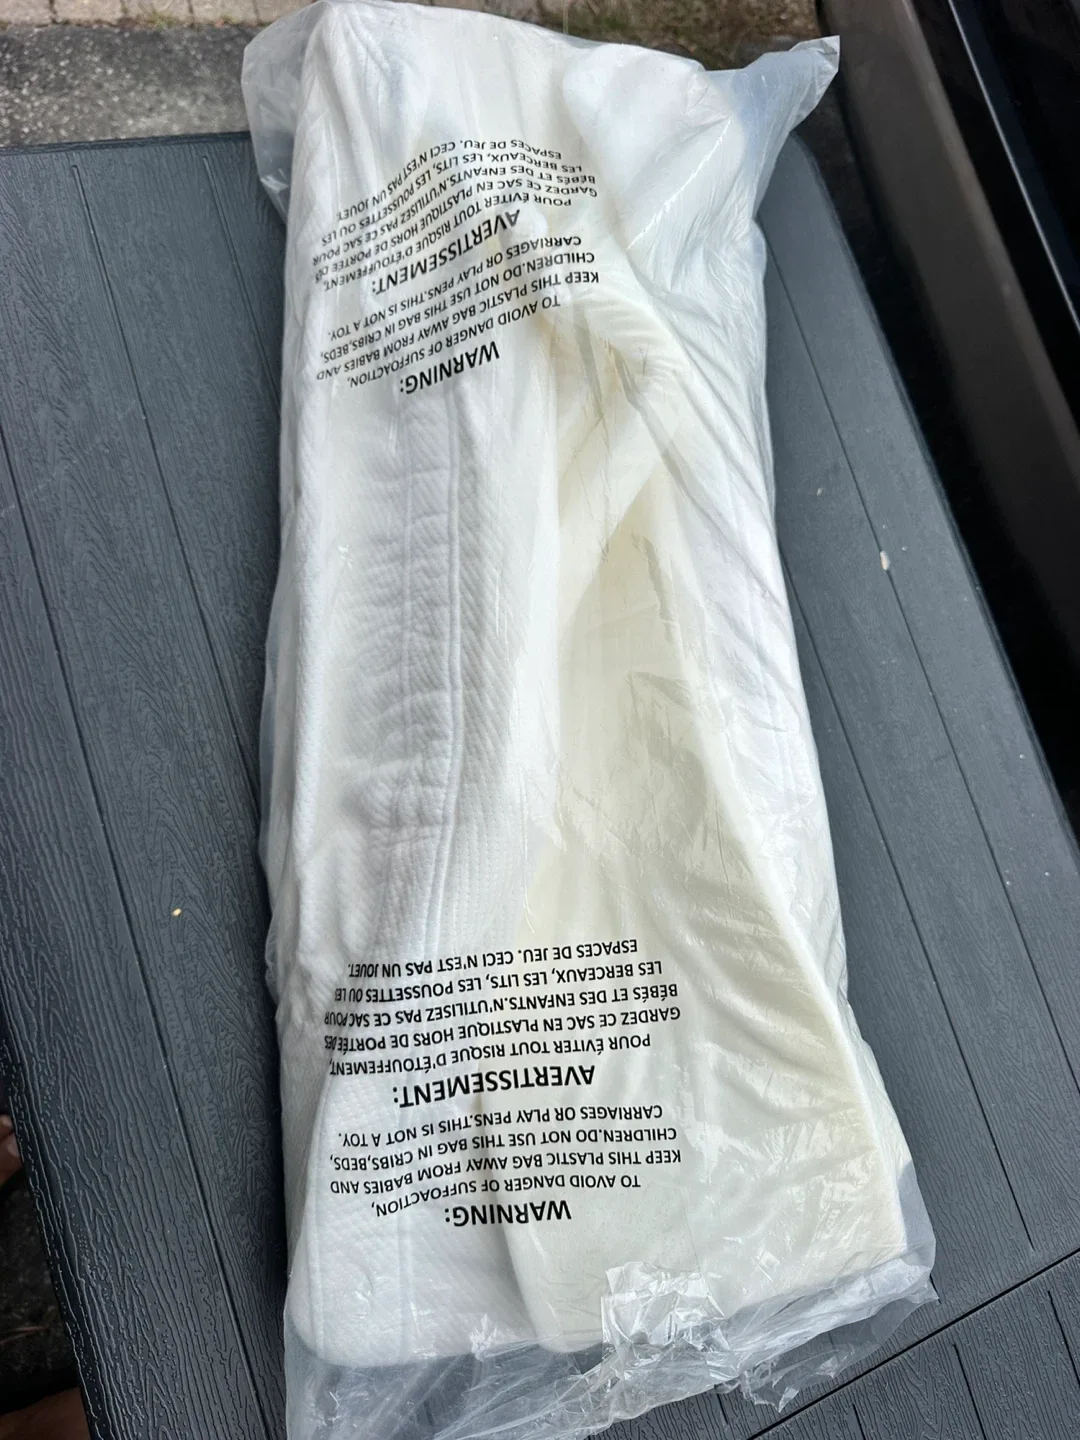 WARNING:
TO AVOID DANGER OF SUFFOACTION,
KEEP THIS PLASTIC BAG AWAY FROM BABIES AND
CHILDREN.DO NOT USE THIS BAG IN CRIBS,BEDS,
CARRIAGES OR PLAY PENS.THIS IS NOT A TOY.
AVERTISSEMENT:
POUR ÉVITER TOUT RISQUE D'ÉTOUFFEMENT,
GARDEZ CE SAC EN PLASTIQUE HORS DE PORTÉE DES
BÉBÉS ET DES ENFANTS.N'UTILISEZ PAS CE SAC POUR
LES BERCEAUX, LES LITS, LES POUSSETTES OU LES
ESPACES DE JEU. CECI N'EST PAS UN JOUET.
WARNING:
TO AVOID DANGER OF SUFFOACTION,
KEEP THIS PLASTIC BAG AWAY FROM BABIES AND
CHILDREN.DO NOT USE THIS BAG IN CRIBS,BEDS,
CARRIAGES OR PLAY PENS.THIS IS NOT A TOY.
AVERTISSEMENT:
POUR ÉVITER TOUT RISQUE D'ÉTOUFFEMENT,
GARDEZ CE SAC EN PLASTIQUE HORS DE PORTÉE DES
BÉBÉS ET DES ENFANTS.N'UTILISEZ PAS CE SAC POUR
LES BERCEAUX, LES LITS, LES POUSSETTES OU LES
ESPACES DE JEU. CECI N'EST PAS UN JOUET.